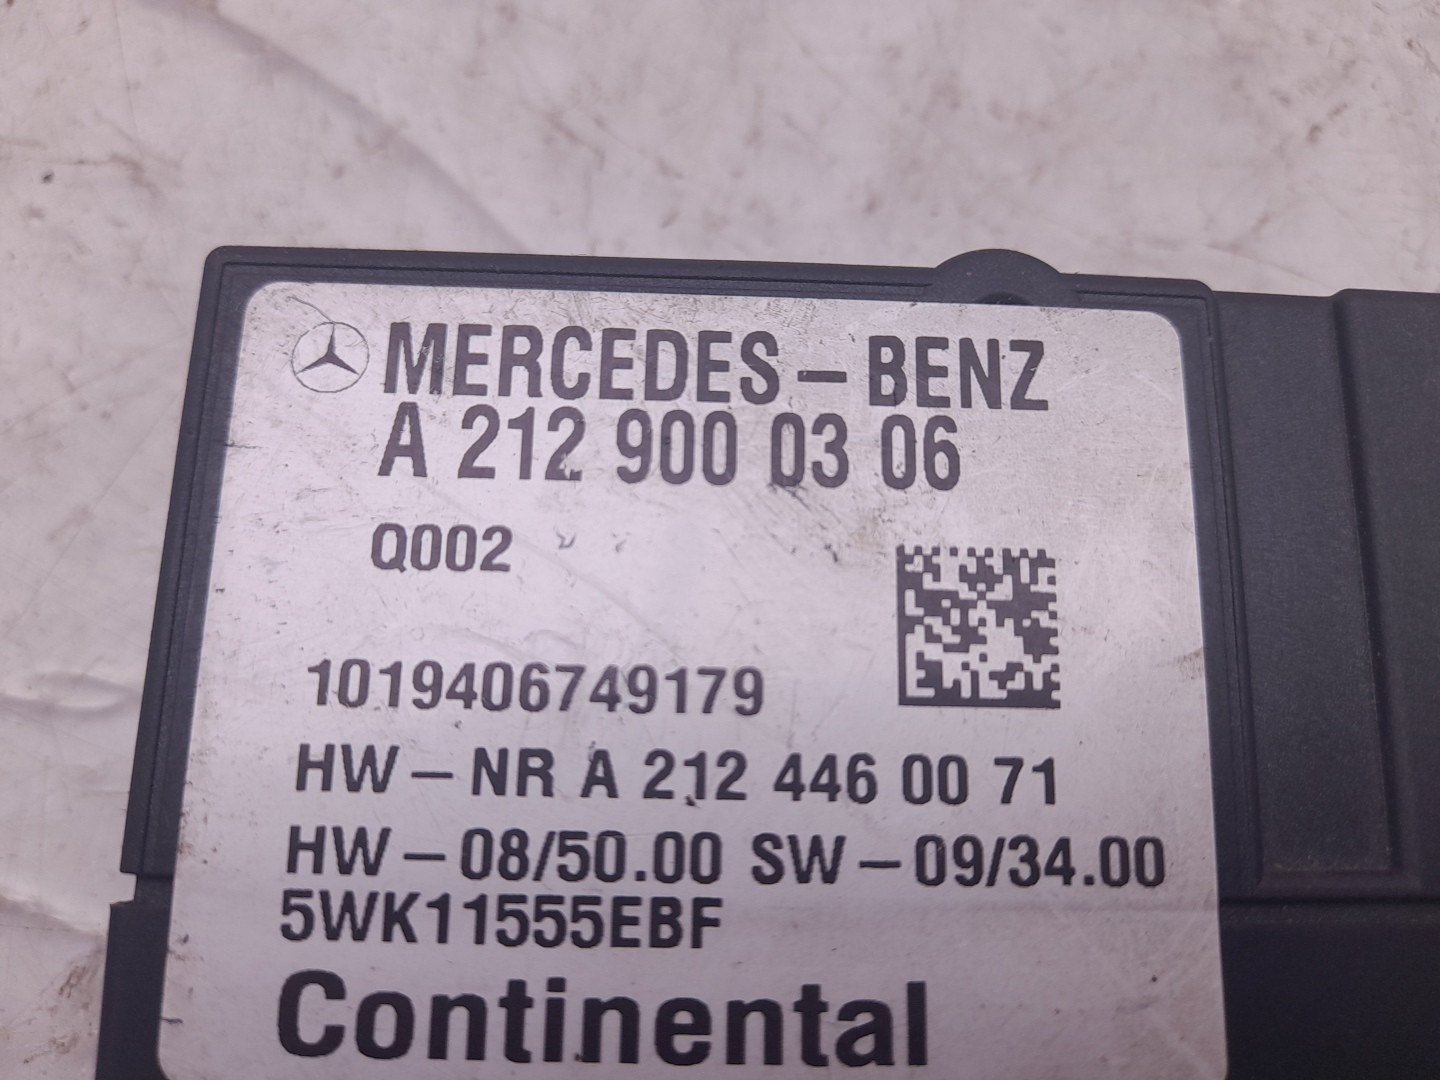 MERCEDES-BENZ
A 212 900 03 06
Q002
1019406749179
HW-NR A 212 446 00 71
HW-08/50.00 SW-09/34.00
5WK11555EBF
Continental